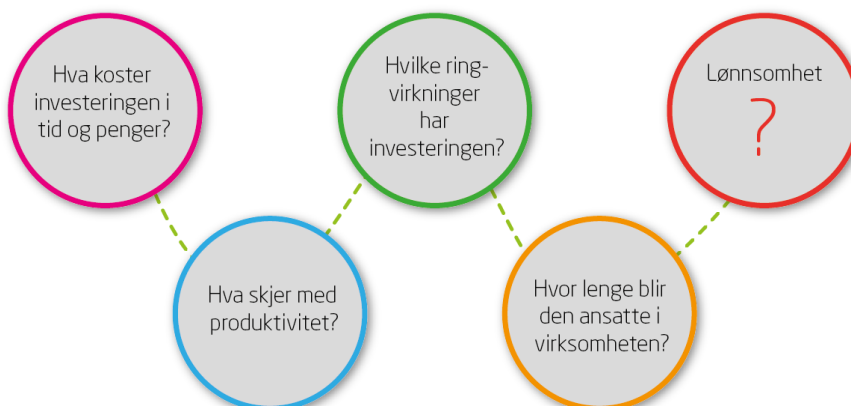 Hva koster
investeringen i
tid og penger?
Hva skjer med
produktivitet?
Hvilke ring-
virkninger
har
investeringen?
Hvor lenge blir
den ansatte i
virksomheten?
Lønnsomhet
?